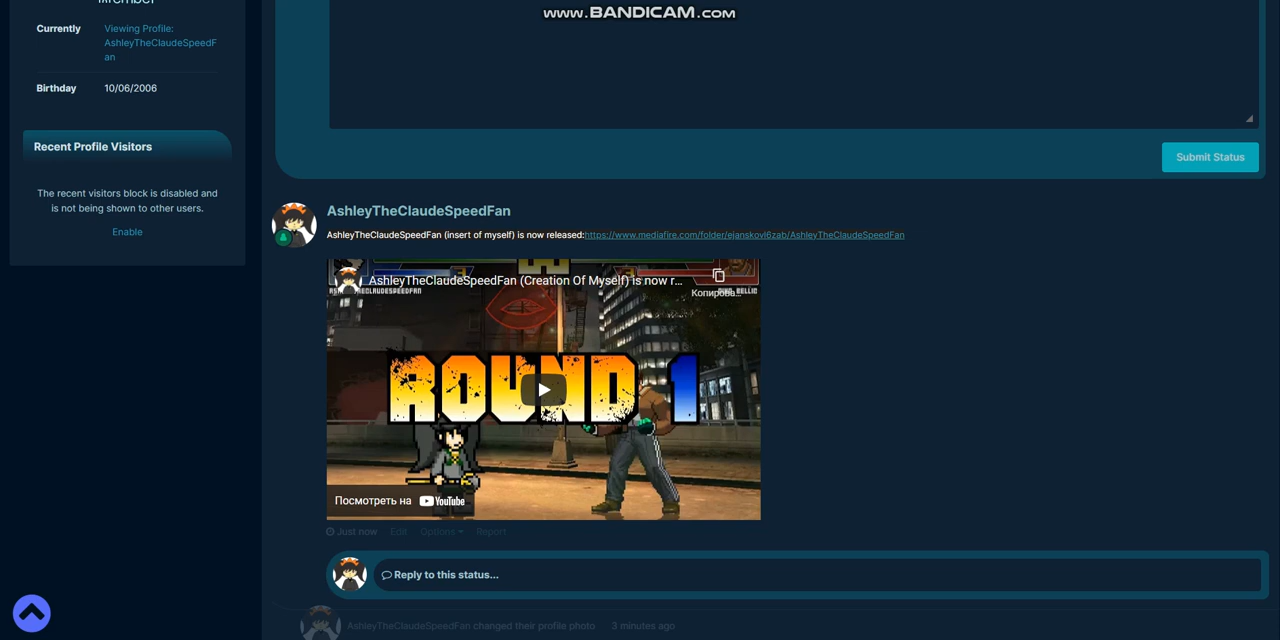 www.BANDICAM.com
Currently
Viewing Profile:
AshleyTheClaudeSpeedF
an
Birthday
10/06/2006
Recent Profile Visitors
The recent visitors block is disabled and
is not being shown to other users.
Enable
Submit Status
AshleyTheClaudeSpeedFan
AshleyTheClaudeSpeedFan (insert of myself) is now released:https://www.mediafire.com/folder/ejanskovl6zab/AshleyTheClaudeSpeedFan
AshleyTheClaudeSpeedFan (Creation Of Myself) is now r...
Копирова...
ROUND 1
Посмотреть на YouTube
Just now Edit Options Report
Reply to this status...
AshleyTheClaudeSpeedFan changed their profile photo 3 minutes ago